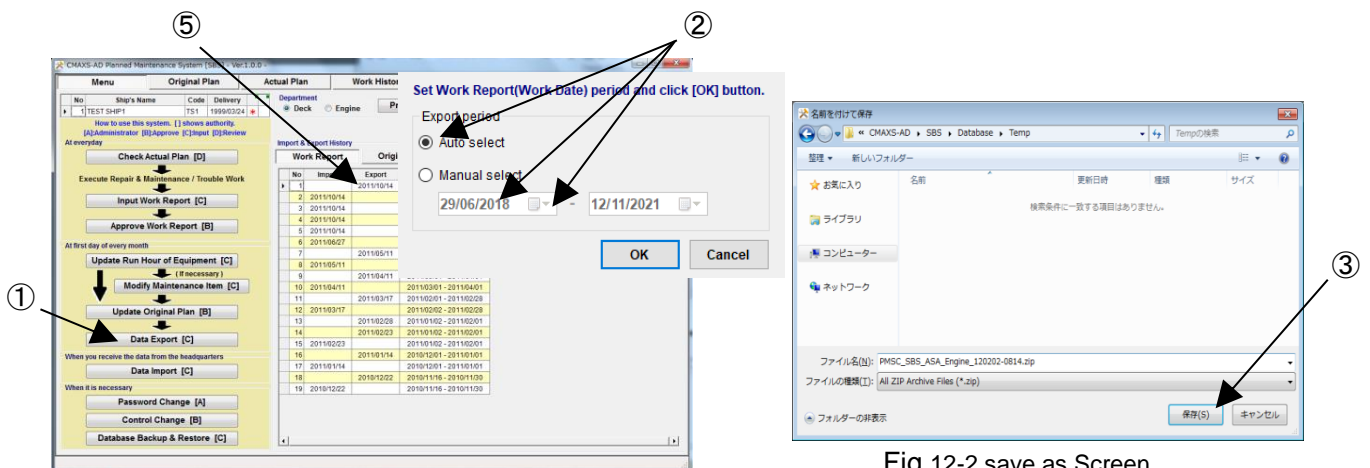 ⑤
②
CMAXS-AD Planned Maintenance System [SBS] - Ver.1.0.0 -
Menu Original Plan Actual Plan Work Histor
No Ship's Name Code Delivery
1 TEST SHIP1 TS1 1999/03/24 *
Department
Deck Engine Pr
How to use this system. [ ] shows authority.
[A]:Administrator [B]:Approve [C]:Input [D]:Review
At everyday
Check Actual Plan [D]
Execute Repair & Maintenance / Trouble Work
Input Work Report [C]
Approve Work Report [B]
At first day of every month
Update Run Hour of Equipment [C]
( If necessary )
Modify Maintenance Item [C]
①
Update Original Plan [B]
Data Export [C]
When you receive the data from the headquarters
Data Import [C]
When it is necessary
Password Change [A]
Control Change [B]
Database Backup & Restore [C]
Import & Export History
Work Report Origi
No Import Export
1 2011/10/14
2 2011/10/14
3 2011/10/14
4 2011/10/14
5 2011/10/14
6 2011/06/27
7 2011/05/11
8 2011/05/11
9 2011/04/11
10 2011/04/11 2011/03/01 - 2011/04/01
11 2011/03/17 2011/02/01 - 2011/02/28
12 2011/03/17 2011/02/02 - 2011/02/28
13 2011/02/28 2011/01/02 - 2011/02/01
14 2011/02/23 2011/01/02 - 2011/02/01
15 2011/02/23 2011/01/02 - 2011/02/01
16 2011/01/14 2010/12/01 - 2011/01/01
17 2011/01/14 2010/12/01 - 2011/01/01
18 2010/12/22 2010/11/16 - 2010/11/30
19 2010/12/22 2010/11/16 - 2010/11/30
Set Work Report(Work Date) period and click [OK] button.
Export period
Auto select
Manual select
29/06/2018 - 12/11/2021
OK Cancel
名前を付けて保存
« CMAXS-AD SBS Database Temp Tempの検索
整理 新しいフォルダー
お気に入り
ライブラリ
コンピューター
ネットワーク
名前 更新日時 種類 サイズ
検索条件に一致する項目はありません。
③
ファイル名(N): PMSC_SBS_ASA_Engine_120202-0814.zip
ファイルの種類(T): All ZIP Archive Files (*.zip)
フォルダーの非表示 保存(S) キャンセル
Fig 12-2 save as Screen